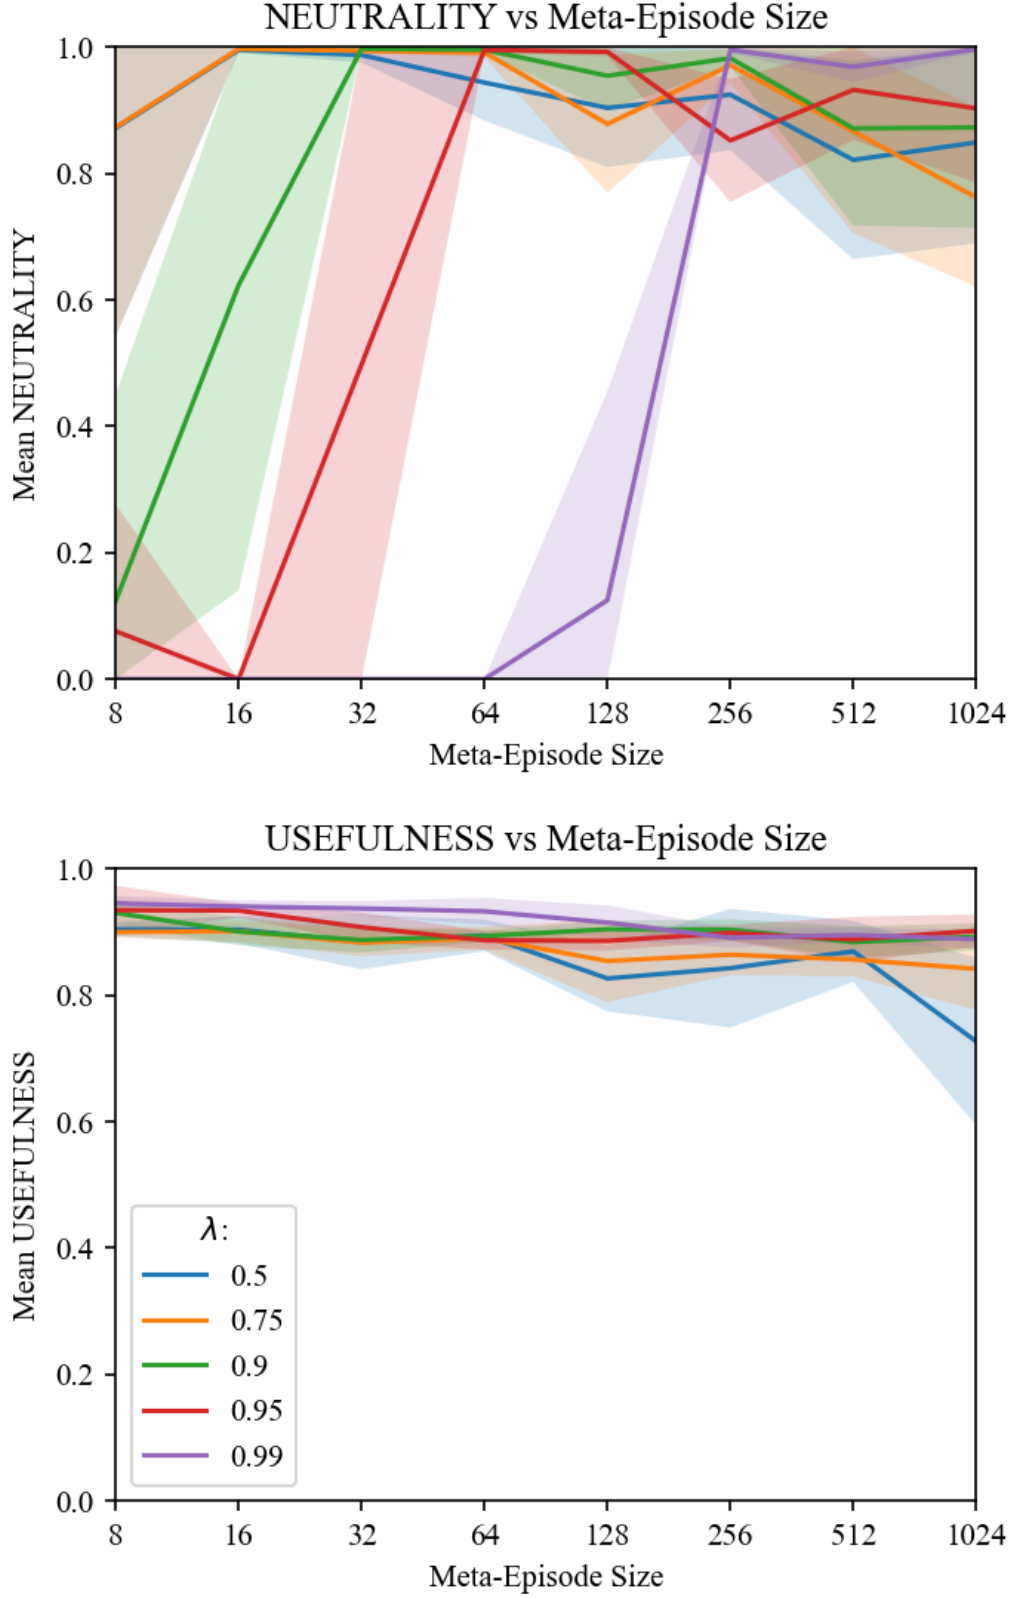 NEUTRALITY vs Meta-Episode Size
1.0
0.8
0.6
0.4
0.2
0.0
Mean NEUTRALITY
8 16 32 64 128 256 512 1024
Meta-Episode Size
USEFULNESS vs Meta-Episode Size
1.0
0.8
0.6
0.4
0.2
0.0
Mean USEFULNESS
λ:
0.5
0.75
0.9
0.95
0.99
8 16 32 64 128 256 512 1024
Meta-Episode Size